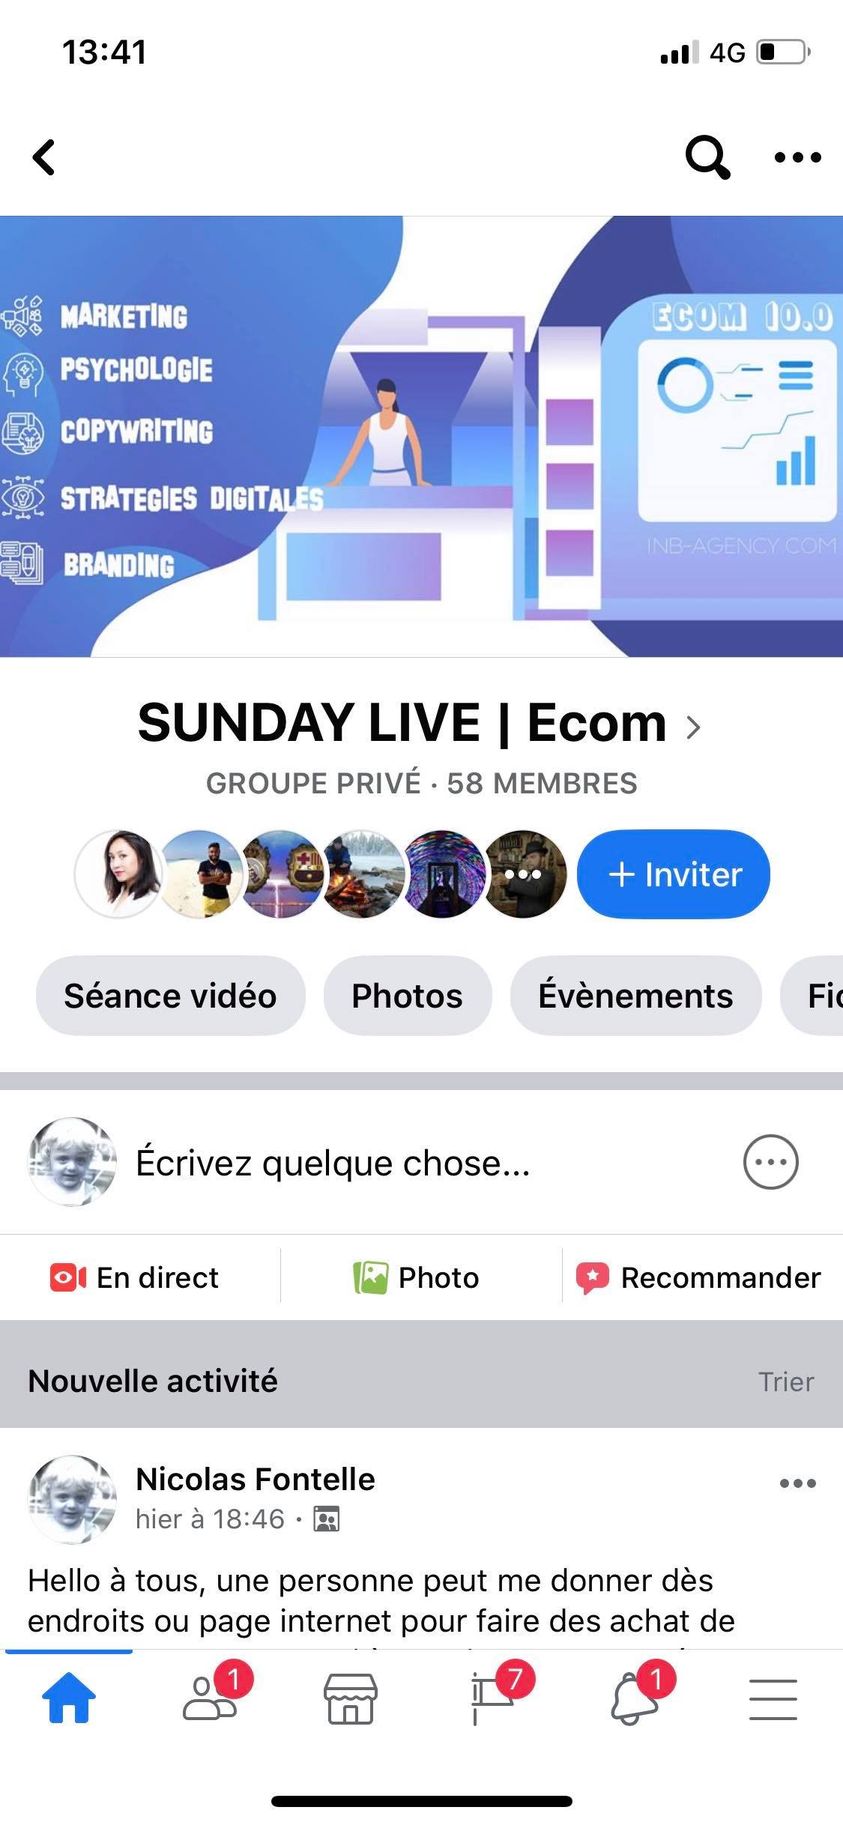 13:41
4G
MARKETING
PSYCHOLOGIE
COPYWRITING
STRATEGIES DIGITALES
BRANDING
ECOM 10.0
INB-AGENCY.COM
SUNDAY LIVE | Ecom
GROUPE PRIVÉ · 58 MEMBRES
+ Inviter
Séance vidéo
Photos
Évènements
Fic
Écrivez quelque chose...
En direct
Photo
Recommander
Nouvelle activité
Trier
Nicolas Fontelle
hier à 18:46 ·
Hello à tous, une personne peut me donner dès
endroits ou page internet pour faire des achat de
1
7
1